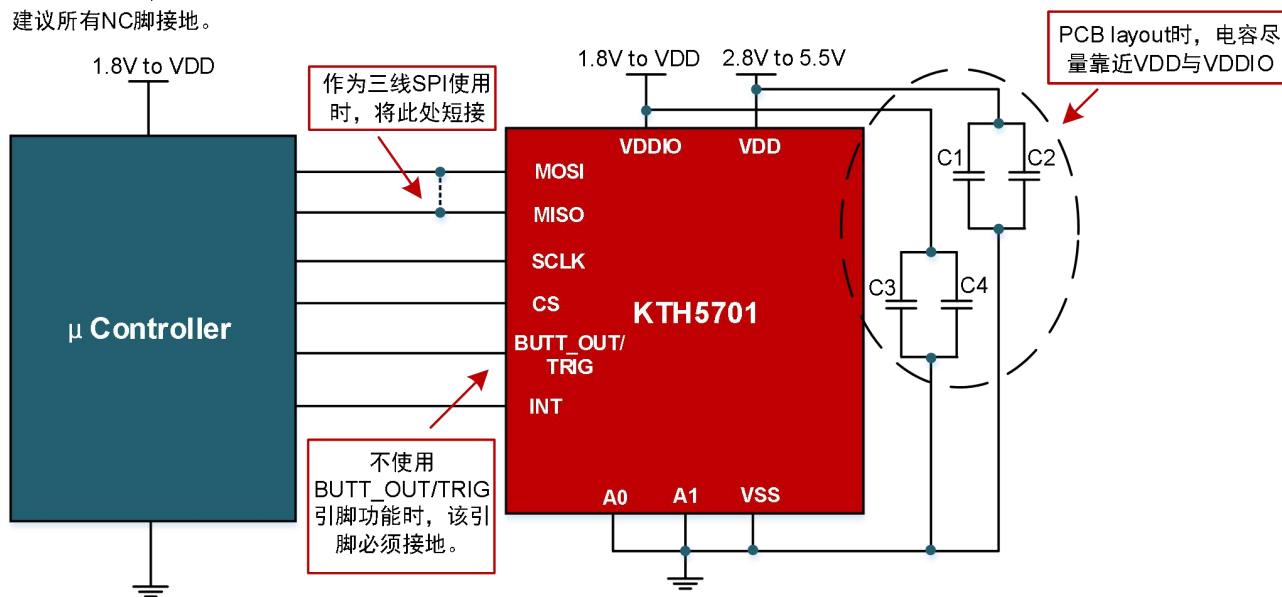 建议所有NC脚接地。
PCB layout时，电容尽
量靠近VDD与VDDIO
1.8V to VDD
作为三线SPI使用
时，将此处短接
1.8V to VDD
2.8V to 5.5V
VDDIO
VDD
C1
C2
MOSI
MISO
SCLK
C3
C4
CS
KTH5701
μ Controller
BUTT_OUT/
TRIG
INT
不使用
BUTT_OUT/TRIG
引脚功能时，该引
脚必须接地。
A0
A1
VSS